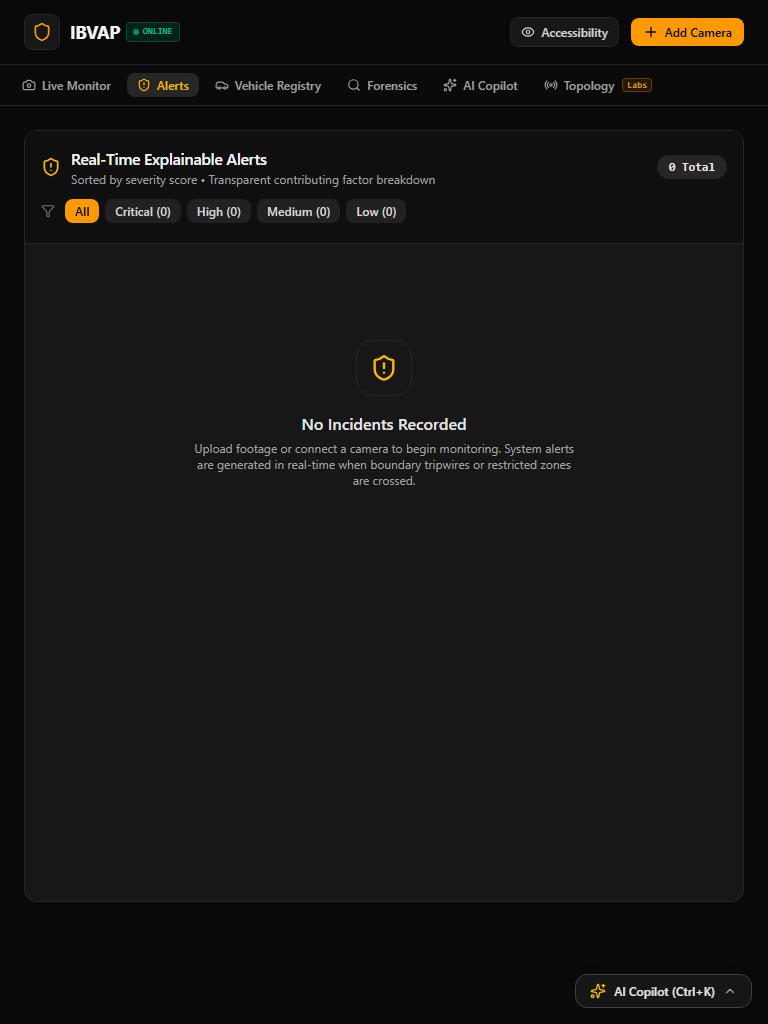 IBVAP ONLINE Accessibility Add Camera
Live Monitor Alerts Vehicle Registry Forensics AI Copilot Topology Labs
Real-Time Explainable Alerts
Sorted by severity score • Transparent contributing factor breakdown
0 Total
All Critical (0) High (0) Medium (0) Low (0)
No Incidents Recorded
Upload footage or connect a camera to begin monitoring. System alerts
are generated in real-time when boundary tripwires or restricted zones
are crossed.
AI Copilot (Ctrl+K)